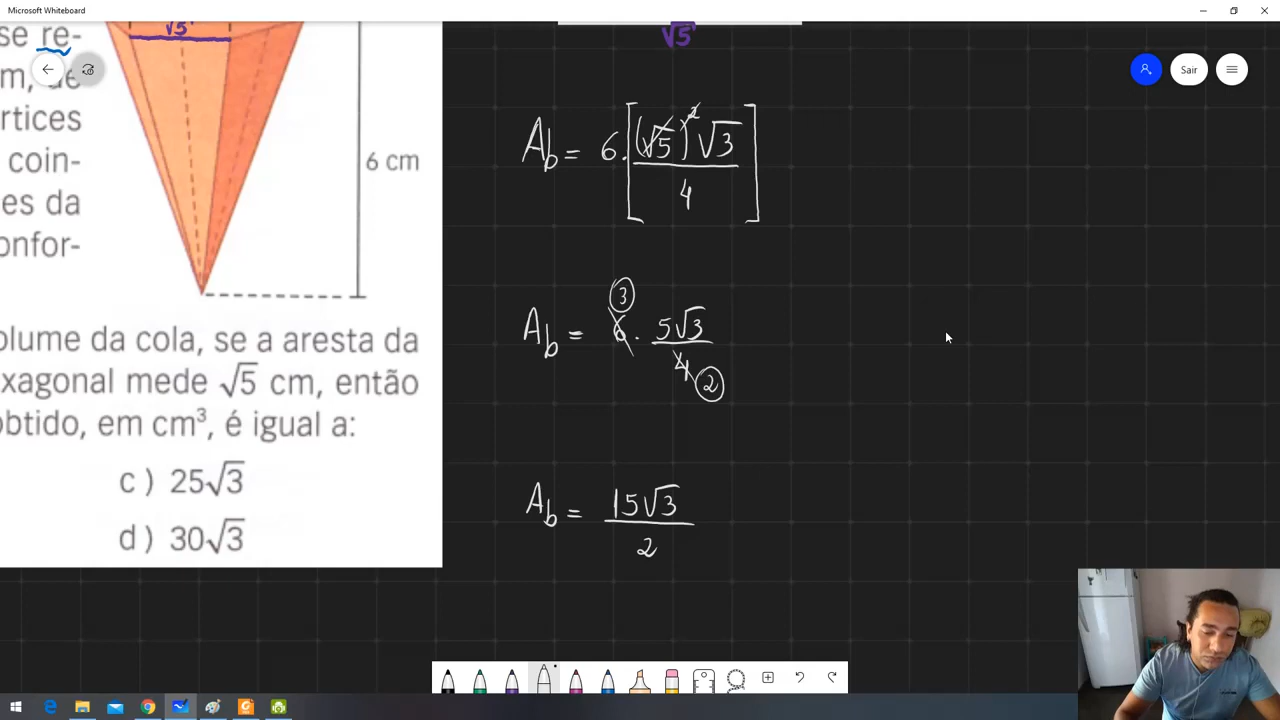 Microsoft Whiteboard
√5
se re-
m, de
rtices
coin-
es da
onfor-
6 cm
olume da cola, se a aresta da
xagonal mede √5 cm, então
obtido, em cm³, é igual a:
c ) 25√3
d ) 30√3
√5
Sair
Ab = 6.[(√5)² √3 / 4]
Ab = 6 . 5√3 / 4
3
2
Ab = 15√3 / 2